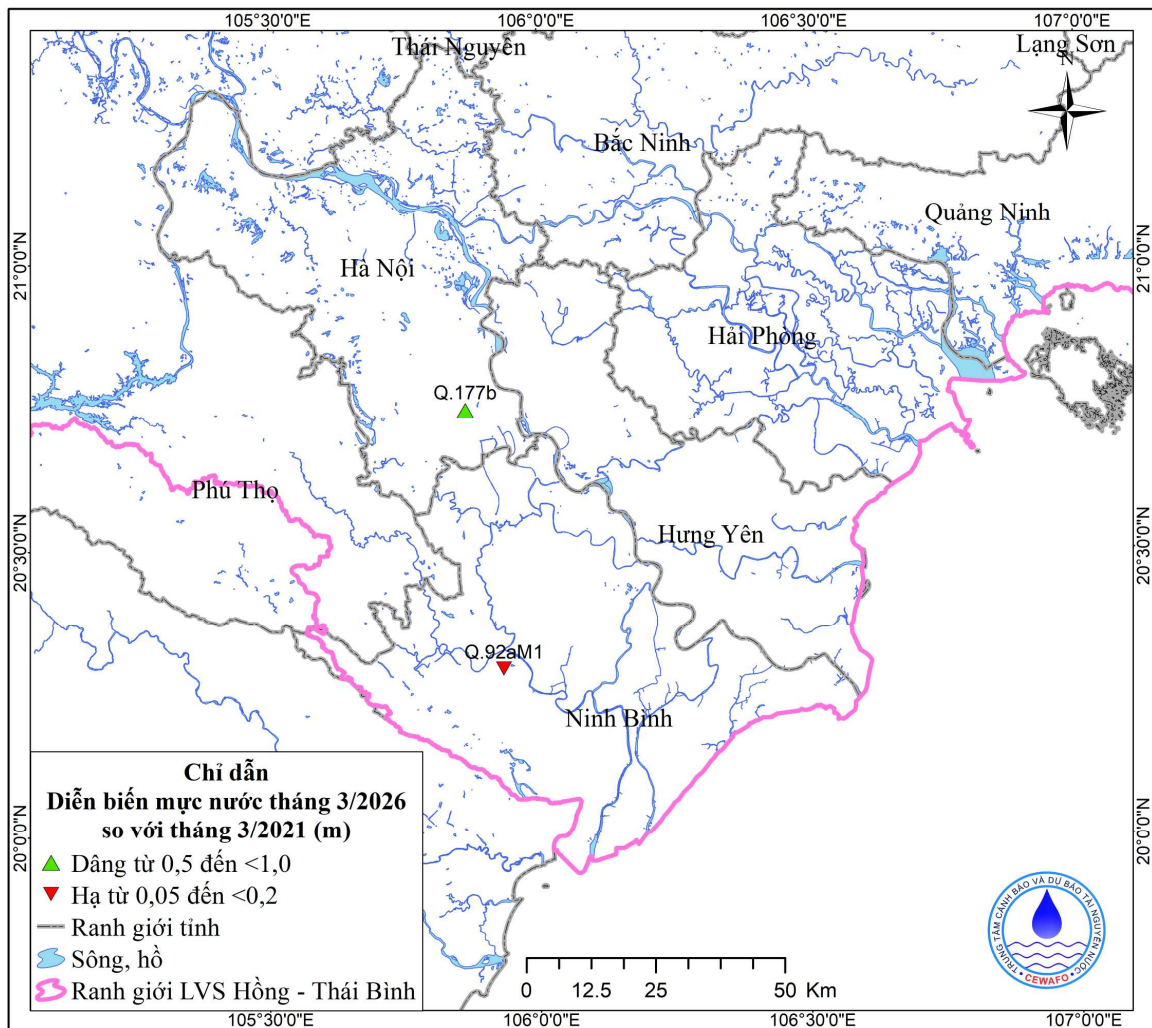 105°30'0"E
106°0'0"E
106°30'0"E
107°0'0"E
Thái Nguyên
Lạng Sơn
N
Bắc Ninh
Quảng Ninh
21°0'0"N
21°0'0"N
Hà Nội
Hải Phòng
Q.177b
Phú Thọ
Hưng Yên
20°30'0"N
20°30'0"N
Q.92aM1
Ninh Bình
20°0'0"N
20°0'0"N
Chỉ dẫn
Diễn biến mực nước tháng 3/2026
so với tháng 3/2021 (m)
Dâng từ 0,5 đến <1,0
Hạ từ 0,05 đến <0,2
Ranh giới tỉnh
Sông, hồ
Ranh giới LVS Hồng - Thái Bình
0 12.5 25 50 Km
TRUNG TÂM CẢNH BÁO VÀ DỰ BÁO TÀI NGUYÊN NƯỚC
CEWAFO
105°30'0"E
106°0'0"E
106°30'0"E
107°0'0"E